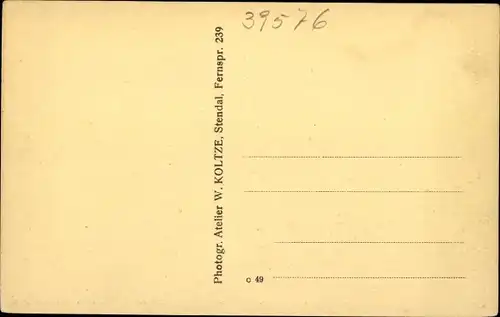 39576
Photogr. Atelier W. KOLTZE, Stendal, Fernspr. 239
C 49